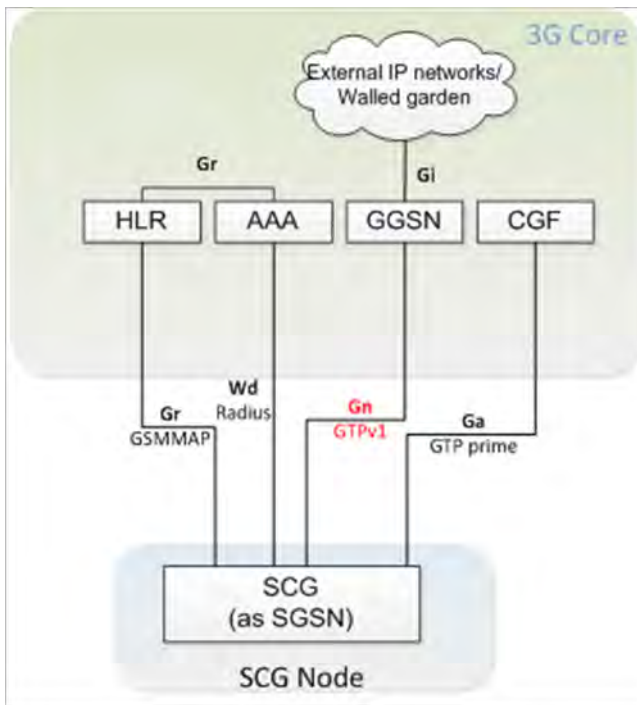 3G Core
External IP networks/
Walled garden
Gr
Gi
HLR
AAA
GGSN
CGF
Wd
Radius
Gr
GSMMAP
Gn
GTPv1
Ga
GTP prime
SCG
(as SGSN)
SCG Node